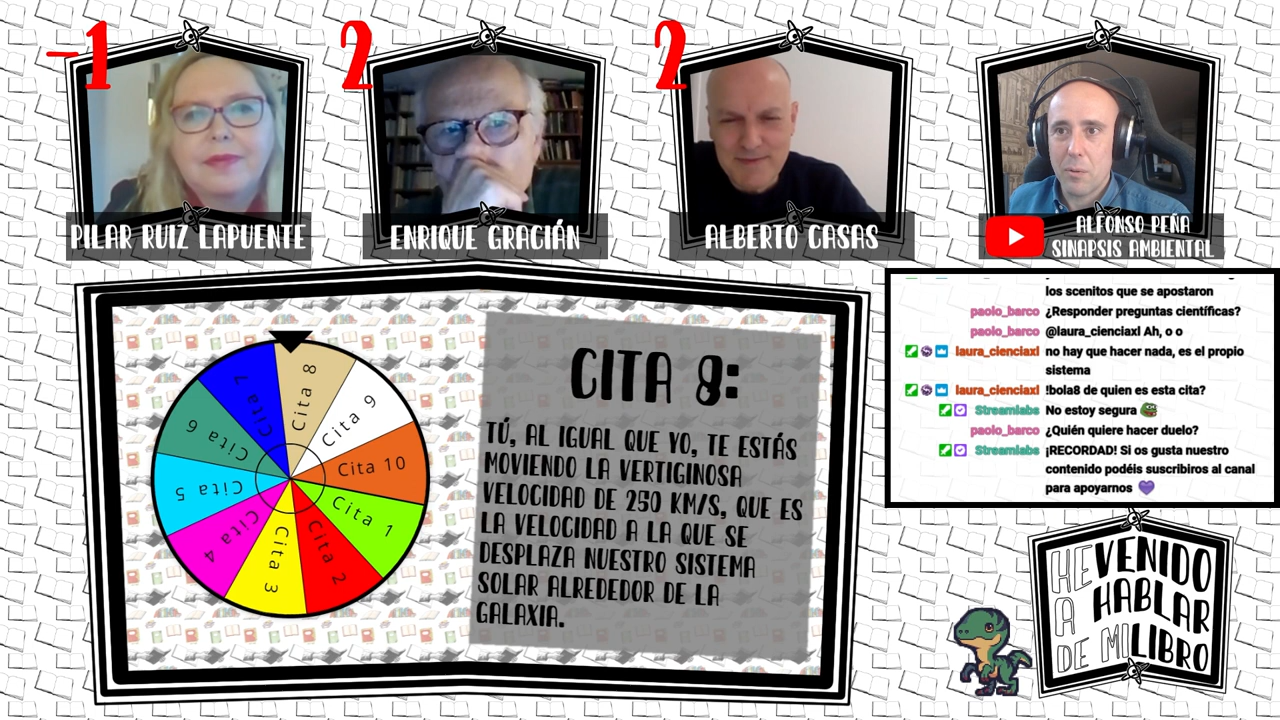 -1
2
2
PILAR RUIZ LAPUENTE
ENRIQUE GRACIÁN
ALBERTO CASAS
ALFONSO PEÑA
SINAPSIS AMBIENTAL
Cita 8
Cita 9
Cita 10
Cita 1
Cita 2
Cita 3
Cita 4
Cita 5
Cita 6
Cita 7
CITA 8:
TÚ, AL IGUAL QUE YO, TE ESTÁS
MOVIENDO LA VERTIGINOSA
VELOCIDAD DE 250 KM/S, QUE ES
LA VELOCIDAD A LA QUE SE
DESPLAZA NUESTRO SISTEMA
SOLAR ALREDEDOR DE LA
GALAXIA.
los scenitos que se apostaron
paolo_barco ¿Responder preguntas científicas?
paolo_barco @laura_cienciaxl Ah, o o
laura_cienciaxl no hay que hacer nada, es el propio
sistema
laura_cienciaxl !bola8 de quien es esta cita?
Streamlabs No estoy segura
paolo_barco ¿Quién quiere hacer duelo?
Streamlabs ¡RECORDAD! Si os gusta nuestro
contenido podéis suscribiros al canal
para apoyarnos
HE VENIDO
A HABLAR
DE MI LIBRO